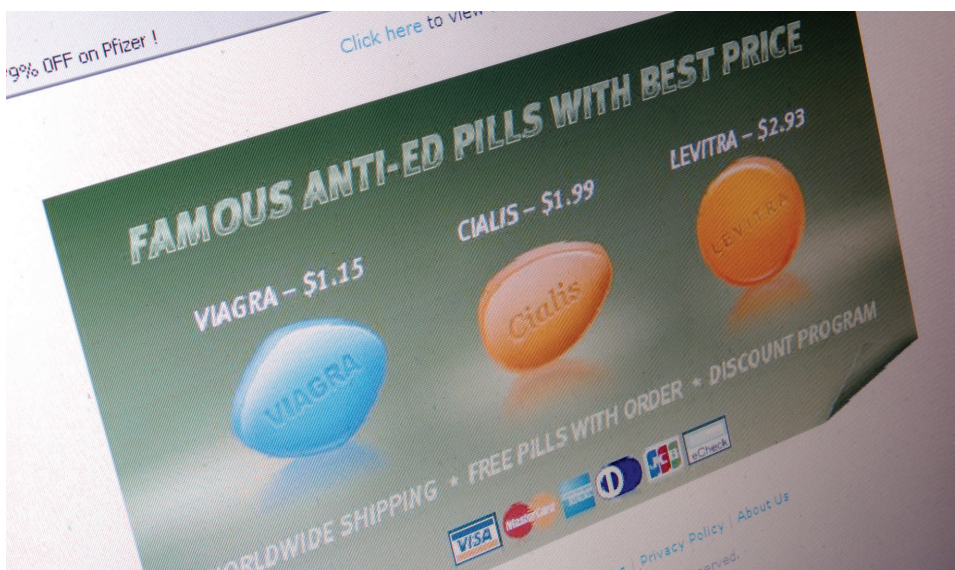 9% OFF on Pfizer !
Click here to view
FAMOUS ANTI-ED PILLS WITH BEST PRICE
VIAGRA – $1.15
CIALIS – $1.99
LEVITRA – $2.93
VIAGRA
Cialis
LEVITRA
WORLDWIDE SHIPPING * FREE PILLS WITH ORDER * DISCOUNT PROGRAM
VISA
MasterCard
JCB
eCheck
| Privacy Policy | About Us